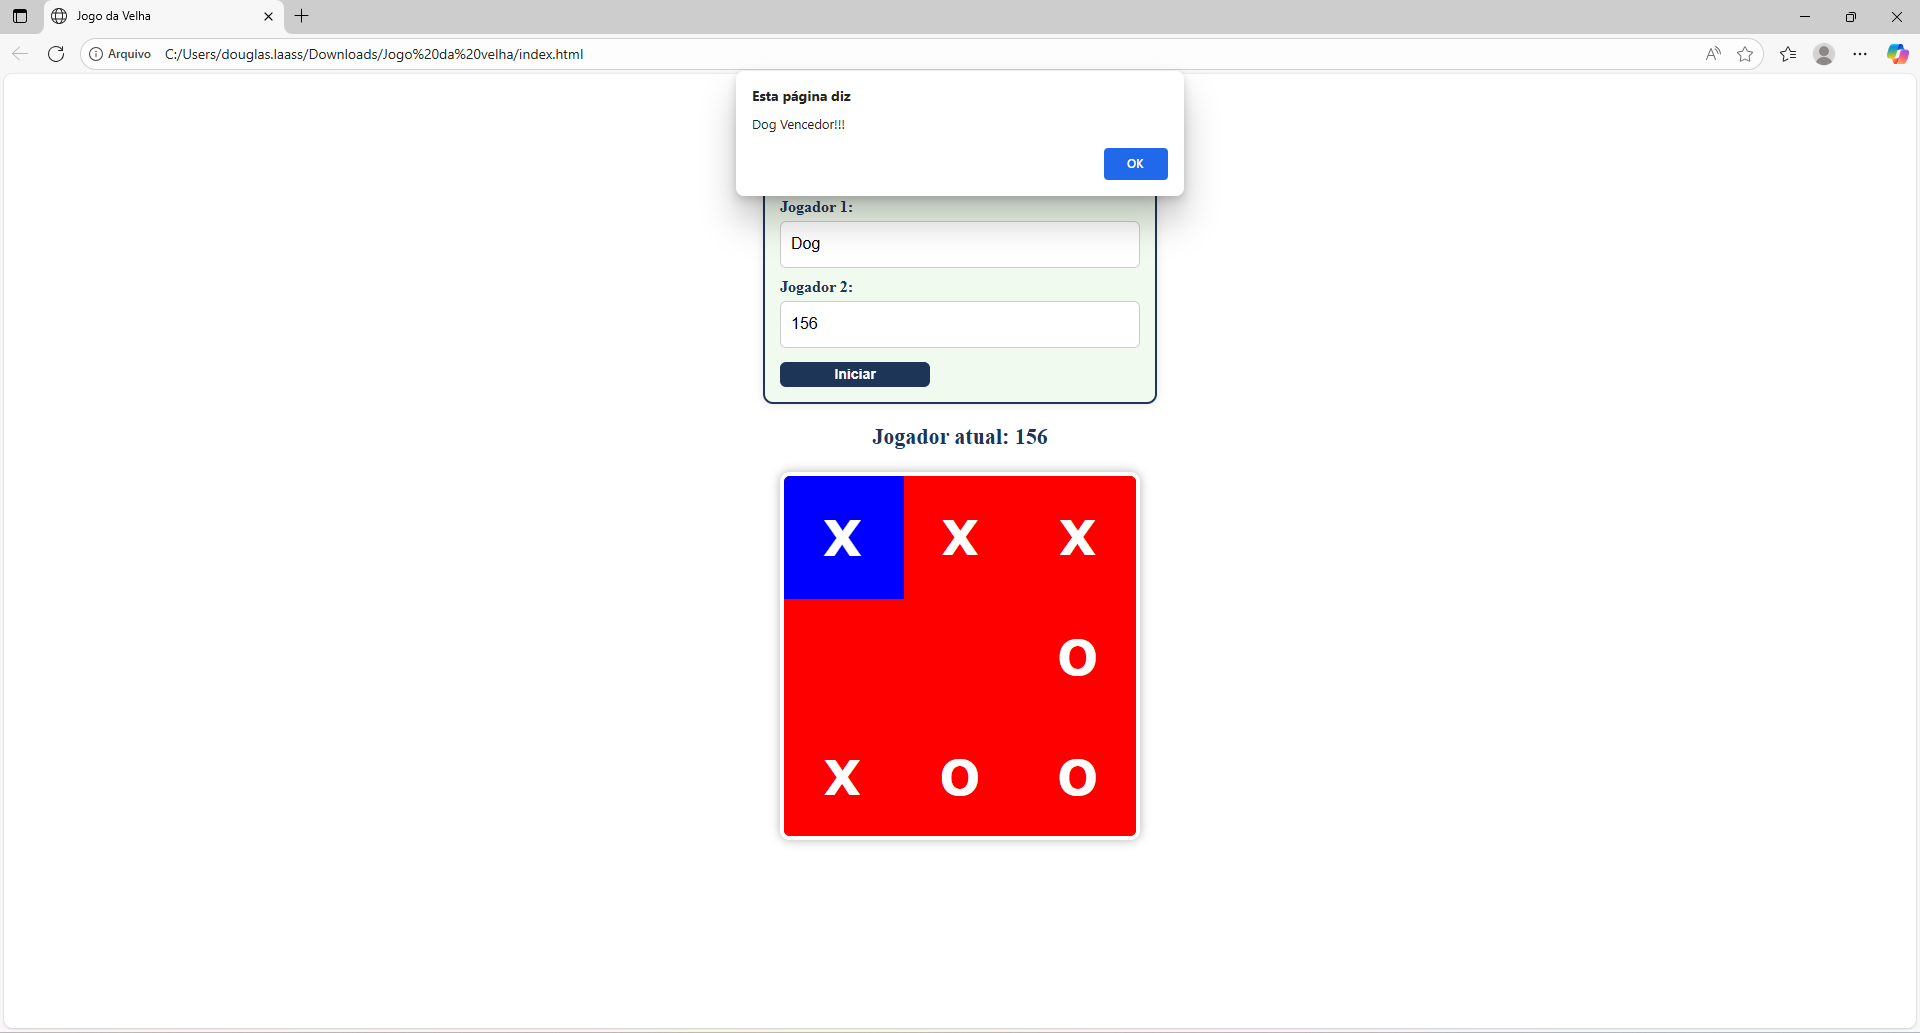 Jogo da Velha
Arquivo C:/Users/douglas.laass/Downloads/Jogo%20da%20velha/index.html
Esta página diz
Dog Vencedor!!!
OK
Jogador 1:
Dog
Jogador 2:
156
Iniciar
Jogador atual: 156
X X X
O
X O O